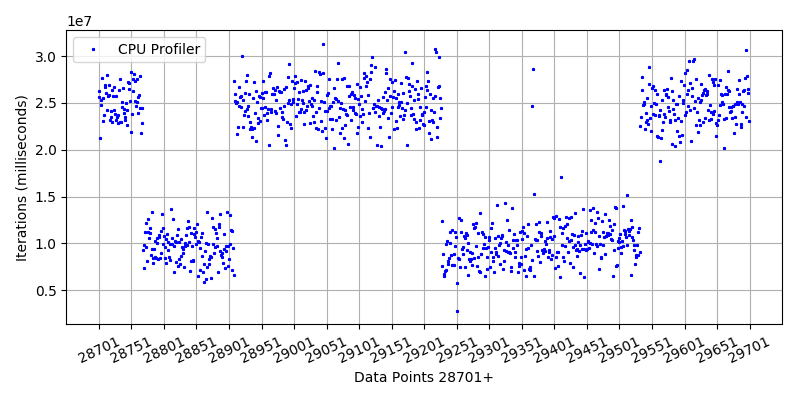 1e7
CPU Profiler
3.0
2.5
2.0
1.5
1.0
0.5
Iterations (milliseconds)
28701 28751 28801 28851 28901 28951 29001 29051 29101 29151 29201 29251 29301 29351 29401 29451 29501 29551 29601 29651 29701
Data Points 28701+